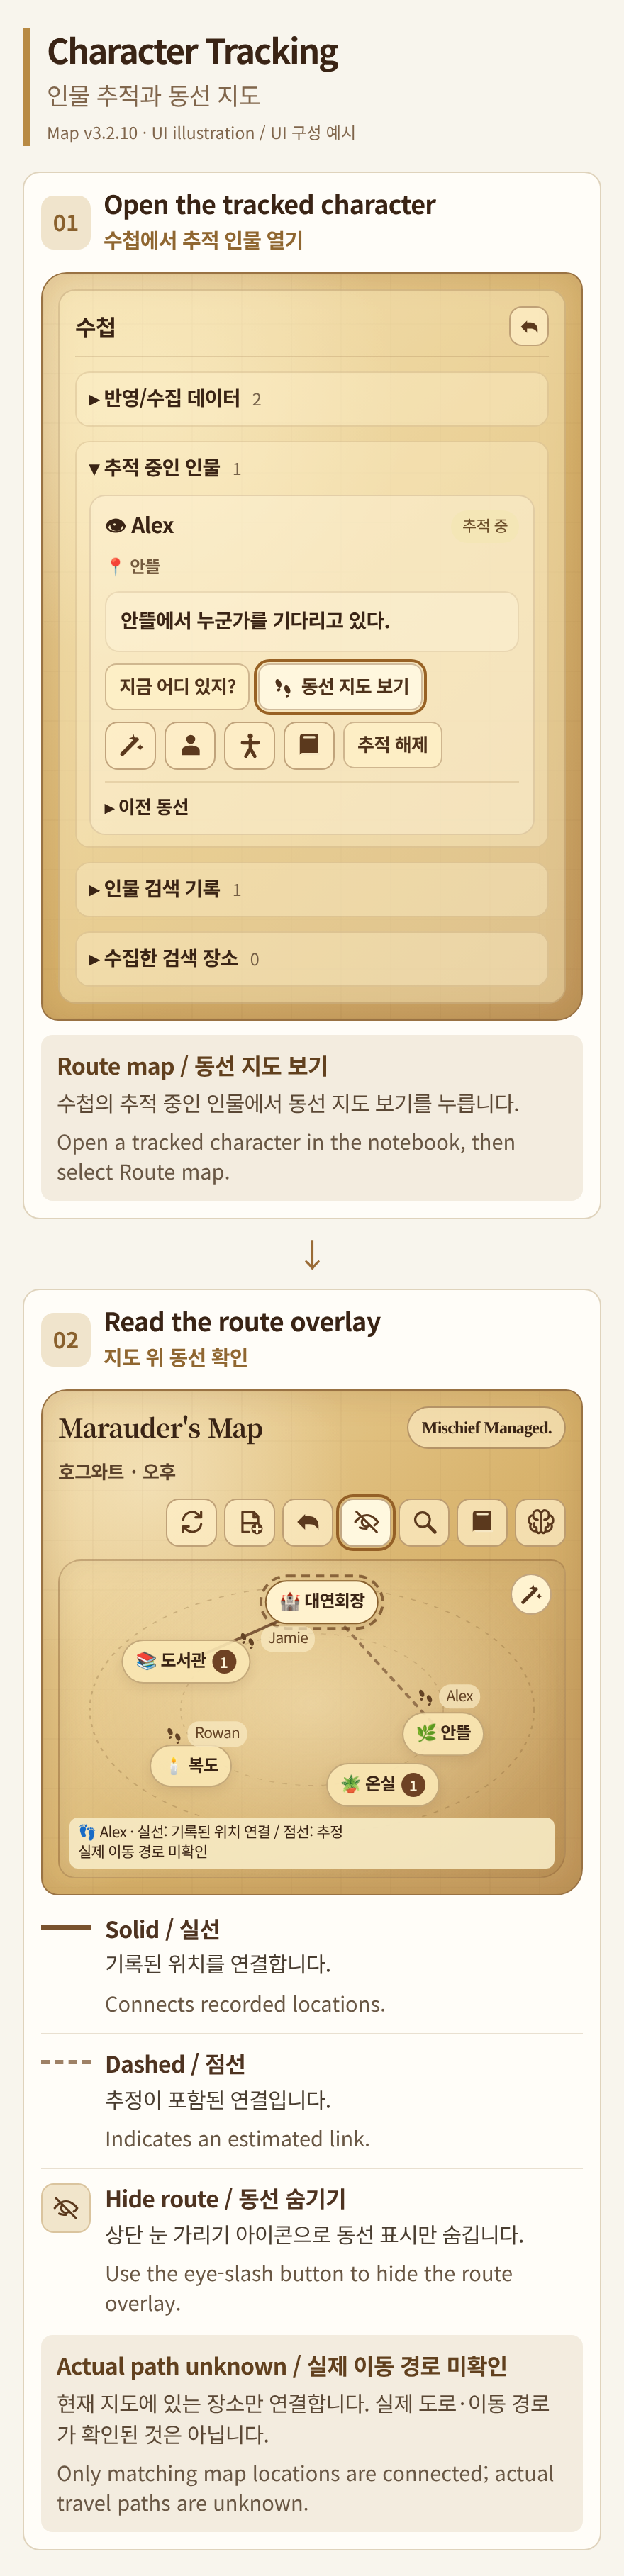 Character Tracking
인물 추적과 동선 지도
Map v3.2.10 · UI illustration / UI 구성 예시
01
Open the tracked character
수첩에서 추적 인물 열기
수첩
▸ 반영/수집 데이터 2
▾ 추적 중인 인물 1
Alex
추적 중
안뜰
안뜰에서 누군가를 기다리고 있다.
지금 어디 있지?
동선 지도 보기
추적 해제
▸ 이전 동선
▸ 인물 검색 기록 1
▸ 수집한 검색 장소 0
Route map / 동선 지도 보기
수첩의 추적 중인 인물에서 동선 지도 보기를 누릅니다.
Open a tracked character in the notebook, then
select Route map.
↓
02
Read the route overlay
지도 위 동선 확인
Marauder's Map
Mischief Managed.
호그와트 · 오후
대연회장
Jamie
도서관 1
Alex
안뜰
Rowan
복도
온실 1
Alex · 실선: 기록된 위치 연결 / 점선: 추정
실제 이동 경로 미확인
Solid / 실선
기록된 위치를 연결합니다.
Connects recorded locations.
Dashed / 점선
추정이 포함된 연결입니다.
Indicates an estimated link.
Hide route / 동선 숨기기
상단 눈 가리기 아이콘으로 동선 표시만 숨깁니다.
Use the eye-slash button to hide the route
overlay.
Actual path unknown / 실제 이동 경로 미확인
현재 지도에 있는 장소만 연결합니다. 실제 도로·이동 경로
가 확인된 것은 아닙니다.
Only matching map locations are connected; actual
travel paths are unknown.